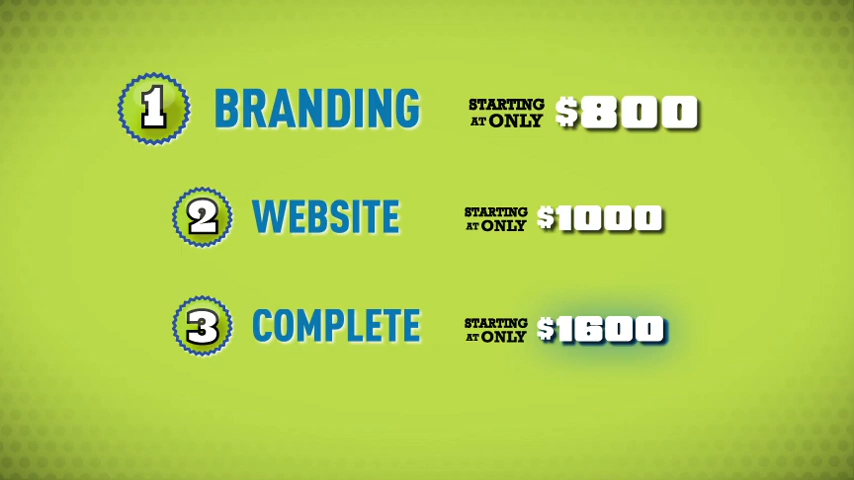 1 BRANDING STARTING AT ONLY $800
2 WEBSITE STARTING AT ONLY $1000
3 COMPLETE STARTING AT ONLY $1600